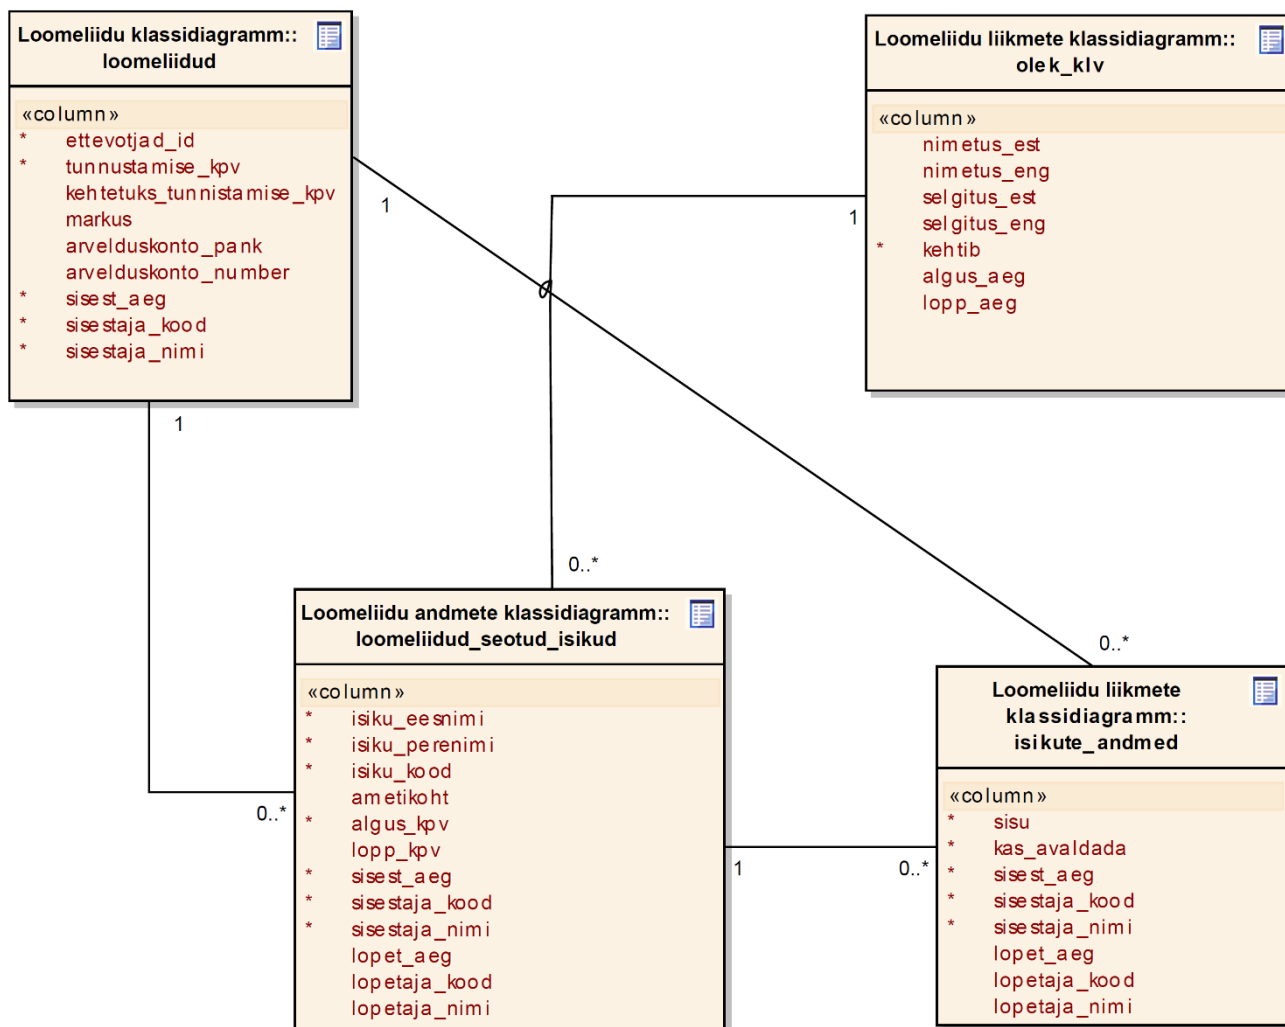 Loomeliidu klassidiagramm::
loomeliidud
«column»
* ettevotjad_id
* tunnustamise_kpv
kehtetuks_tunnistamise_kpv
markus
arvelduskonto_pank
arvelduskonto_number
* sisest_aeg
* sisestaja_kood
* sisestaja_nimi
1
1
Loomeliidu liikmete klassidiagramm::
olek_klv
«column»
nimetus_est
nimetus_eng
selgitus_est
selgitus_eng
* kehtib
algus_aeg
lopp_aeg
1
0..*
Loomeliidu andmete klassidiagramm::
loomeliidud_seotud_isikud
«column»
* isiku_eesnimi
* isiku_perenimi
* isiku_kood
ametikoht
* algus_kpv
lopp_kpv
* sisest_aeg
* sisestaja_kood
* sisestaja_nimi
lopet_aeg
lopetaja_kood
lopetaja_nimi
0..*
1
0..*
0..*
Loomeliidu liikmete
klassidiagramm::
isikute_andmed
«column»
* sisu
* kas_avaldada
* sisest_aeg
* sisestaja_kood
* sisestaja_nimi
lopet_aeg
lopetaja_kood
lopetaja_nimi